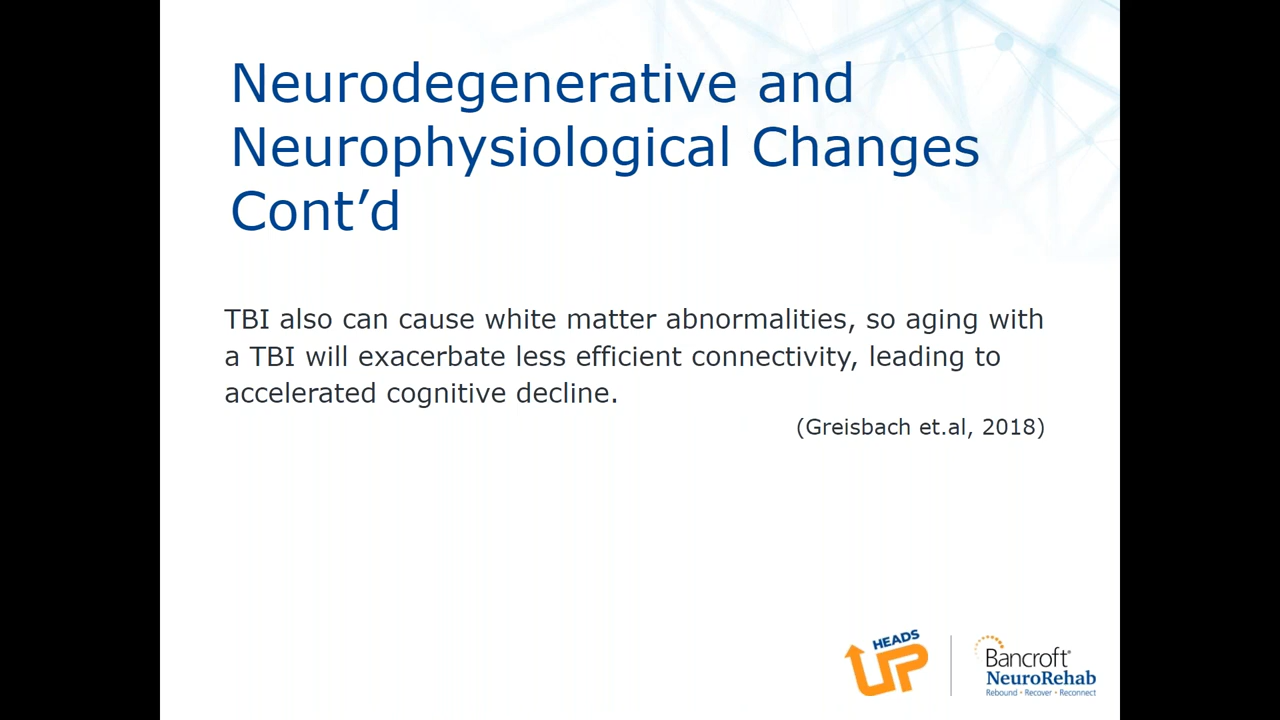 Neurodegenerative and
Neurophysiological Changes
Cont’d
TBI also can cause white matter abnormalities, so aging with
a TBI will exacerbate less efficient connectivity, leading to
accelerated cognitive decline.
(Greisbach et.al, 2018)
HEADS
UP
Bancroft®
NeuroRehab
Rebound • Recover • Reconnect